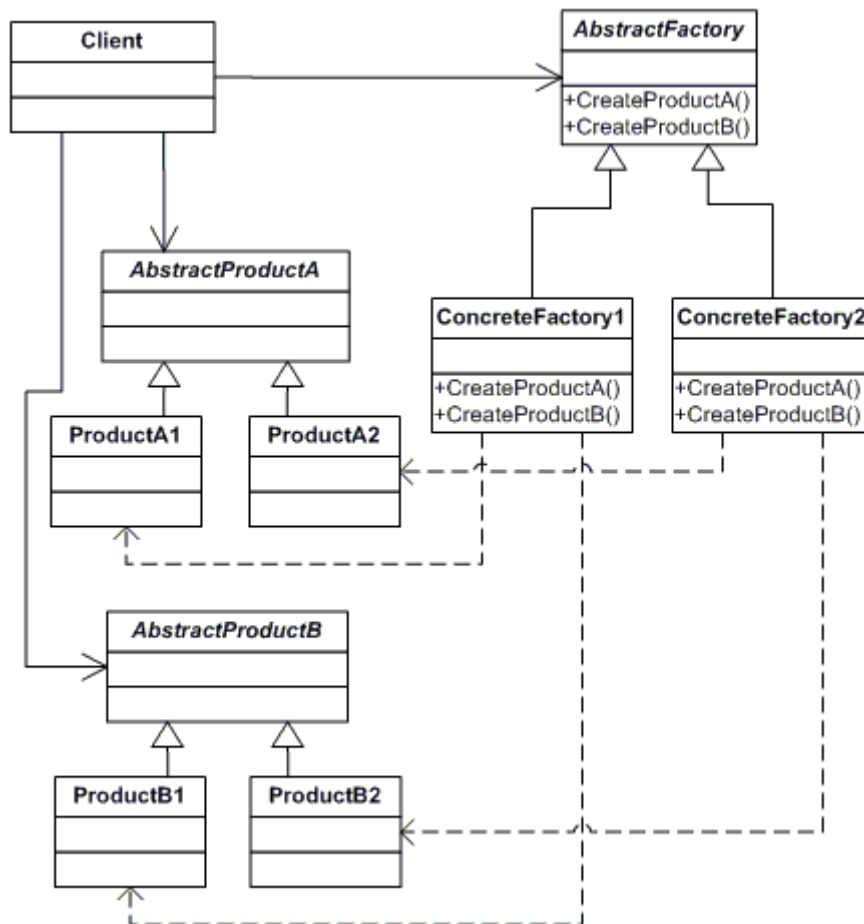 Client
AbstractFactory
+CreateProductA()
+CreateProductB()
AbstractProductA
ConcreteFactory1
+CreateProductA()
+CreateProductB()
ConcreteFactory2
+CreateProductA()
+CreateProductB()
ProductA1
ProductA2
AbstractProductB
ProductB1
ProductB2